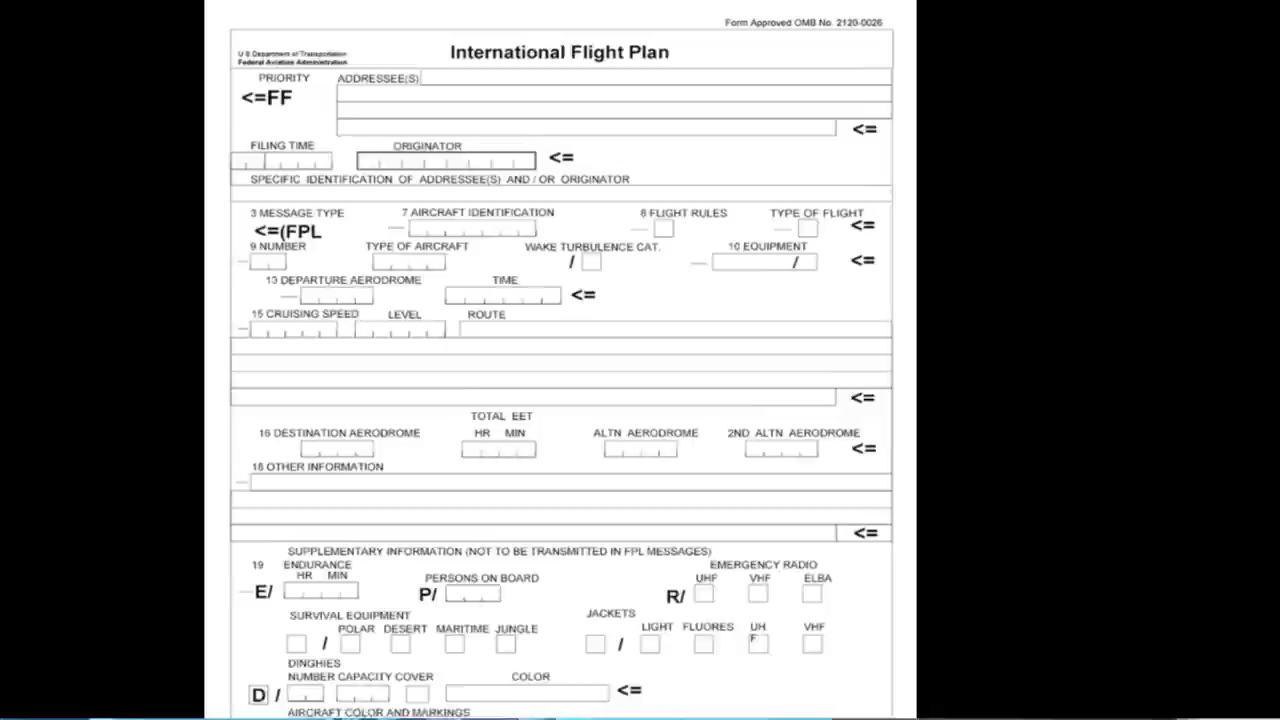 Form Approved OMB No. 2120-0026
U S Department of Transportation
Federal Aviation Administration
International Flight Plan
PRIORITY ADDRESSEE(S)
<=FF
<=
FILING TIME ORIGINATOR
<=
SPECIFIC IDENTIFICATION OF ADDRESSEE(S) AND / OR ORIGINATOR
3 MESSAGE TYPE 7 AIRCRAFT IDENTIFICATION 8 FLIGHT RULES TYPE OF FLIGHT
<=(FPL <=
9 NUMBER TYPE OF AIRCRAFT WAKE TURBULENCE CAT. 10 EQUIPMENT
/ / <=
13 DEPARTURE AERODROME TIME
<=
15 CRUISING SPEED LEVEL ROUTE
<=
TOTAL EET
16 DESTINATION AERODROME HR MIN ALTN AERODROME 2ND ALTN AERODROME
<=
18 OTHER INFORMATION
<=
SUPPLEMENTARY INFORMATION (NOT TO BE TRANSMITTED IN FPL MESSAGES)
19 ENDURANCE EMERGENCY RADIO
HR MIN PERSONS ON BOARD UHF VHF ELBA
E/ P/ R/
SURVIVAL EQUIPMENT JACKETS
POLAR DESERT MARITIME JUNGLE LIGHT FLUORES UH F VHF
/ /
DINGHIES
NUMBER CAPACITY COVER COLOR
D / <=
AIRCRAFT COLOR AND MARKINGS